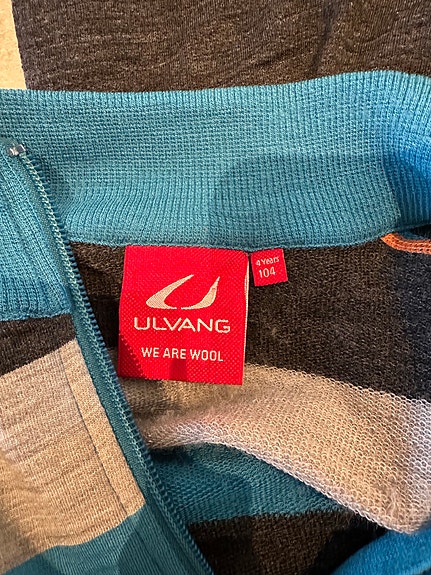 ULVANG
WE ARE WOOL
4 Years
104